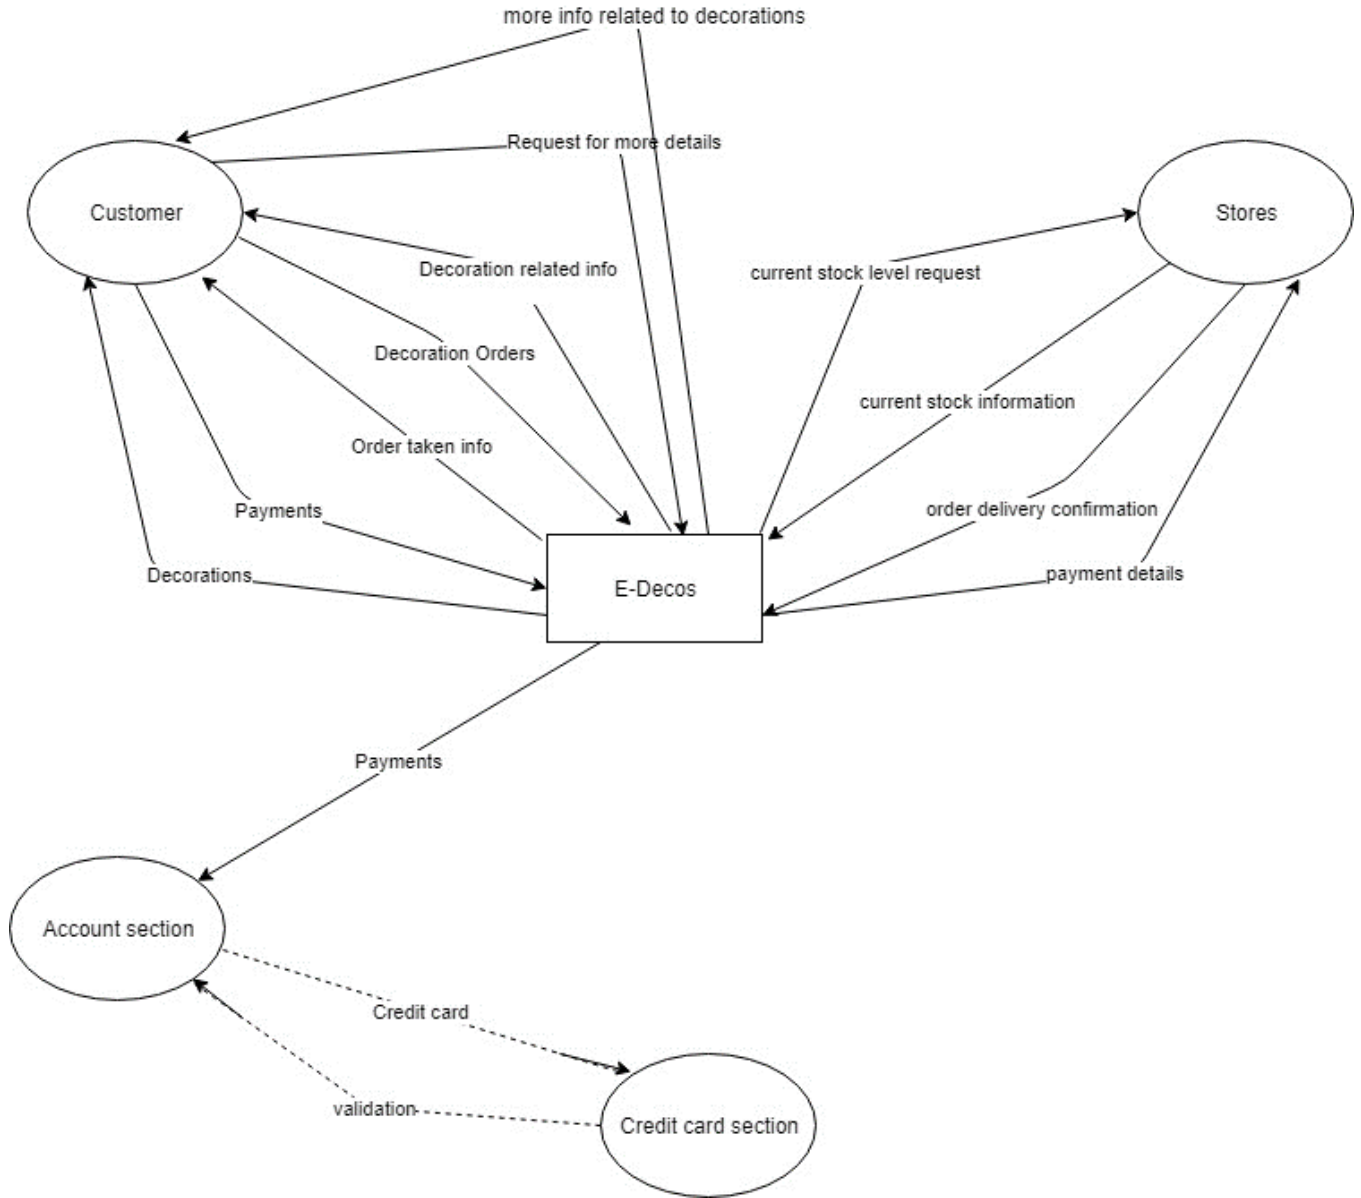 more info related to decorations
Request for more details
Customer
Stores
Decoration related info
current stock level request
Decoration Orders
current stock information
Order taken info
Payments
order delivery confirmation
Decorations
payment details
E-Decos
Payments
Account section
Credit card
validation
Credit card section